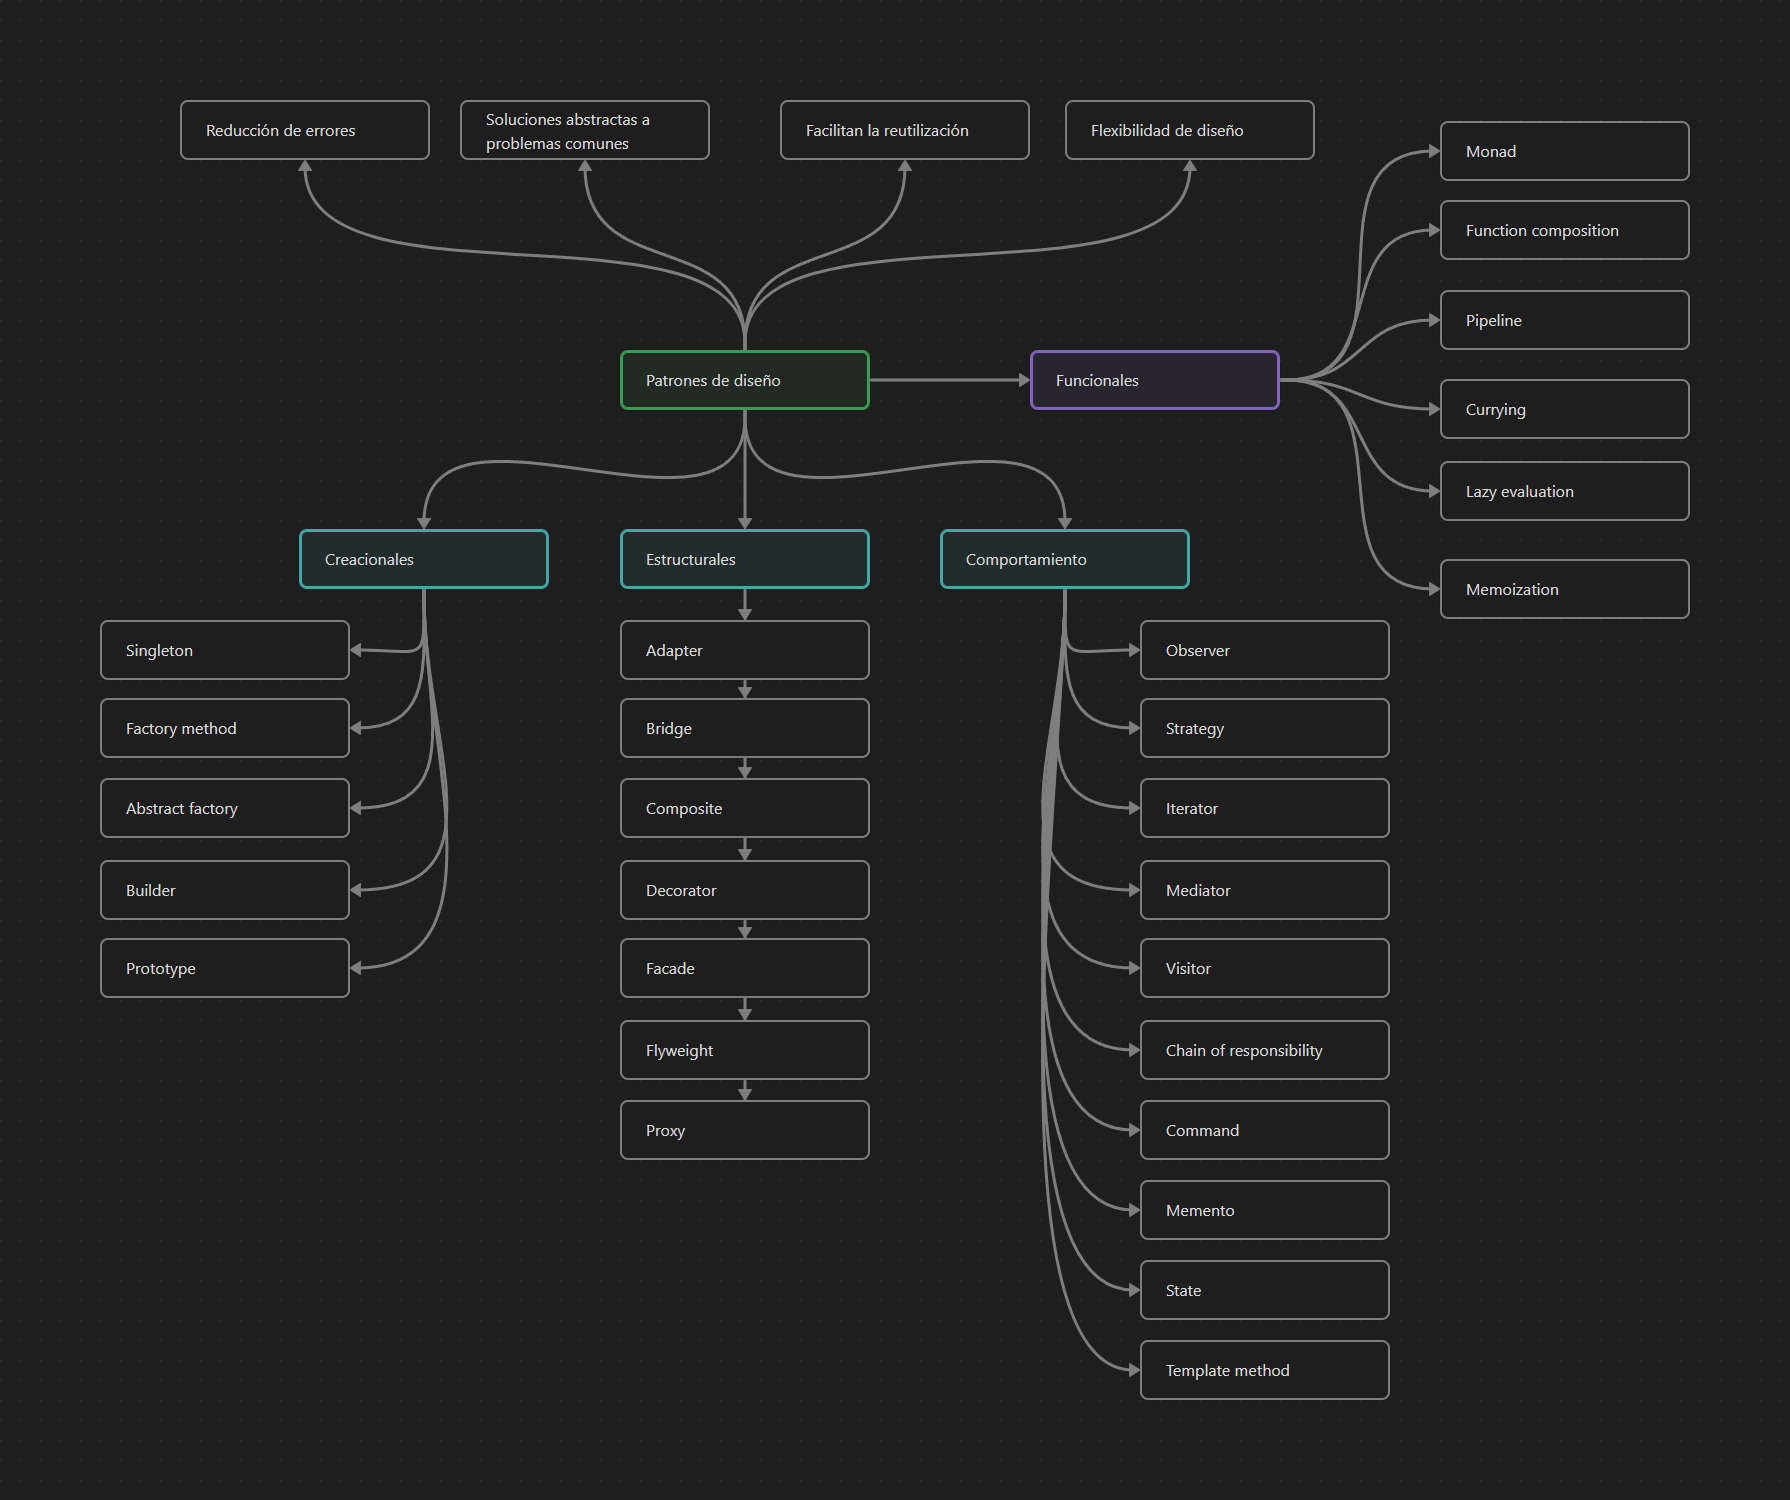 Reducción de errores
Soluciones abstractas a
problemas comunes
Facilitan la reutilización
Flexibilidad de diseño
Monad
Function composition
Pipeline
Patrones de diseño
Funcionales
Currying
Lazy evaluation
Memoization
Creacionales
Estructurales
Comportamiento
Singleton
Factory method
Abstract factory
Builder
Prototype
Adapter
Bridge
Composite
Decorator
Facade
Flyweight
Proxy
Observer
Strategy
Iterator
Mediator
Visitor
Chain of responsibility
Command
Memento
State
Template method